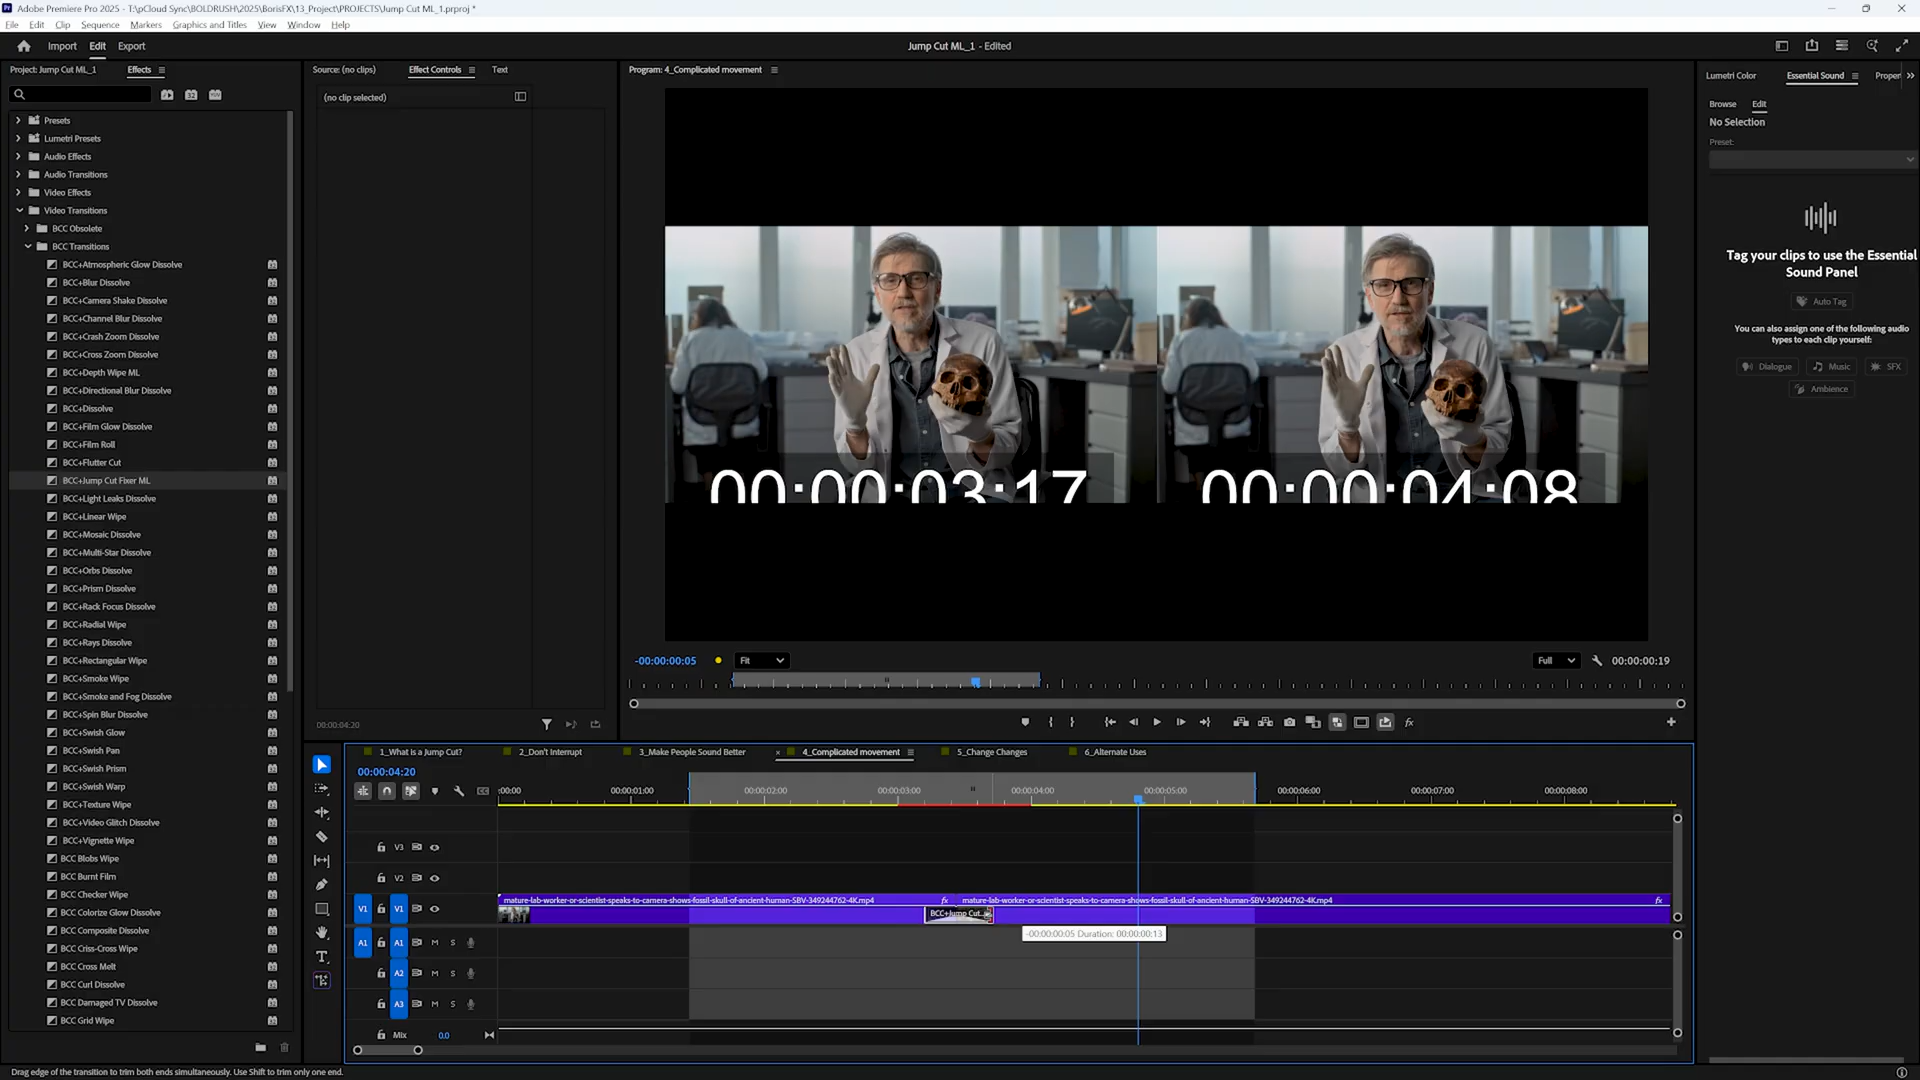 Adobe Premiere Pro 2025 - T:\pCloud Sync\BOLDRUSH\2025\BorisFX\13_Project\PROJECTS\Jump Cut ML_1.prproj *
File Edit Clip Sequence Markers Graphics and Titles View Window Help
Import Edit Export
Jump Cut ML_1 - Edited
Project: Jump Cut ML_1 Effects
Source: (no clips) Effect Controls Text
Program: 4_Complicated movement
Lumetri Color Essential Sound Proper
(no clip selected)
Browse Edit
No Selection
Preset:
Presets
Lumetri Presets
Audio Effects
Audio Transitions
Video Effects
Video Transitions
BCC Obsolete
BCC Transitions
BCC+Atmospheric Glow Dissolve
BCC+Blur Dissolve
BCC+Camera Shake Dissolve
BCC+Channel Blur Dissolve
BCC+Crash Zoom Dissolve
BCC+Cross Zoom Dissolve
BCC+Depth Wipe ML
BCC+Directional Blur Dissolve
BCC+Dissolve
BCC+Film Glow Dissolve
BCC+Film Roll
BCC+Flutter Cut
BCC+Jump Cut Fixer ML
BCC+Light Leaks Dissolve
BCC+Linear Wipe
BCC+Mosaic Dissolve
BCC+Multi-Star Dissolve
BCC+Orbs Dissolve
BCC+Prism Dissolve
BCC+Rack Focus Dissolve
BCC+Radial Wipe
BCC+Rays Dissolve
BCC+Rectangular Wipe
BCC+Smoke Wipe
BCC+Smoke and Fog Dissolve
BCC+Spin Blur Dissolve
BCC+Swish Glow
BCC+Swish Pan
BCC+Swish Prism
BCC+Swish Warp
BCC+Texture Wipe
BCC+Video Glitch Dissolve
BCC+Vignette Wipe
BCC Blobs Wipe
BCC Burnt Film
BCC Checker Wipe
BCC Colorize Glow Dissolve
BCC Composite Dissolve
BCC Criss-Cross Wipe
BCC Cross Melt
BCC Curl Dissolve
BCC Damaged TV Dissolve
BCC Grid Wipe
00:00:04:20
00:00:03:17 00:00:04:08
-00:00:00:05 Fit Full 00:00:00:19
Tag your clips to use the Essential
Sound Panel
Auto Tag
You can also assign one of the following audio
types to each clip yourself:
Dialogue Music SFX
Ambience
1_What is a Jump Cut? 2_Don't Interrupt 3_Make People Sound Better 4_Complicated movement 5_Change Changes 6_Alternate Uses
00:00:04:20
:00:00 00:00:01:00 00:00:02:00 00:00:03:00 00:00:04:00 00:00:05:00 00:00:06:00 00:00:07:00 00:00:08:00
V3
V2
V1 V1
mature-lab-worker-or-scientist-speaks-to-camera-shows-fossil-skull-of-ancient-human-SBV-349244762-4K.mp4 fx mature-lab-worker-or-scientist-speaks-to-camera-shows-fossil-skull-of-ancient-human-SBV-349244762-4K.mp4 fx
BCC+Jump Cut...
-00:00:00:05 Duration: 00:00:00:13
A1 A1 M S
A2 M S
A3 M S
Mix 0.0
Drag edge of the transition to trim both ends simultaneously. Use Shift to trim only one end.